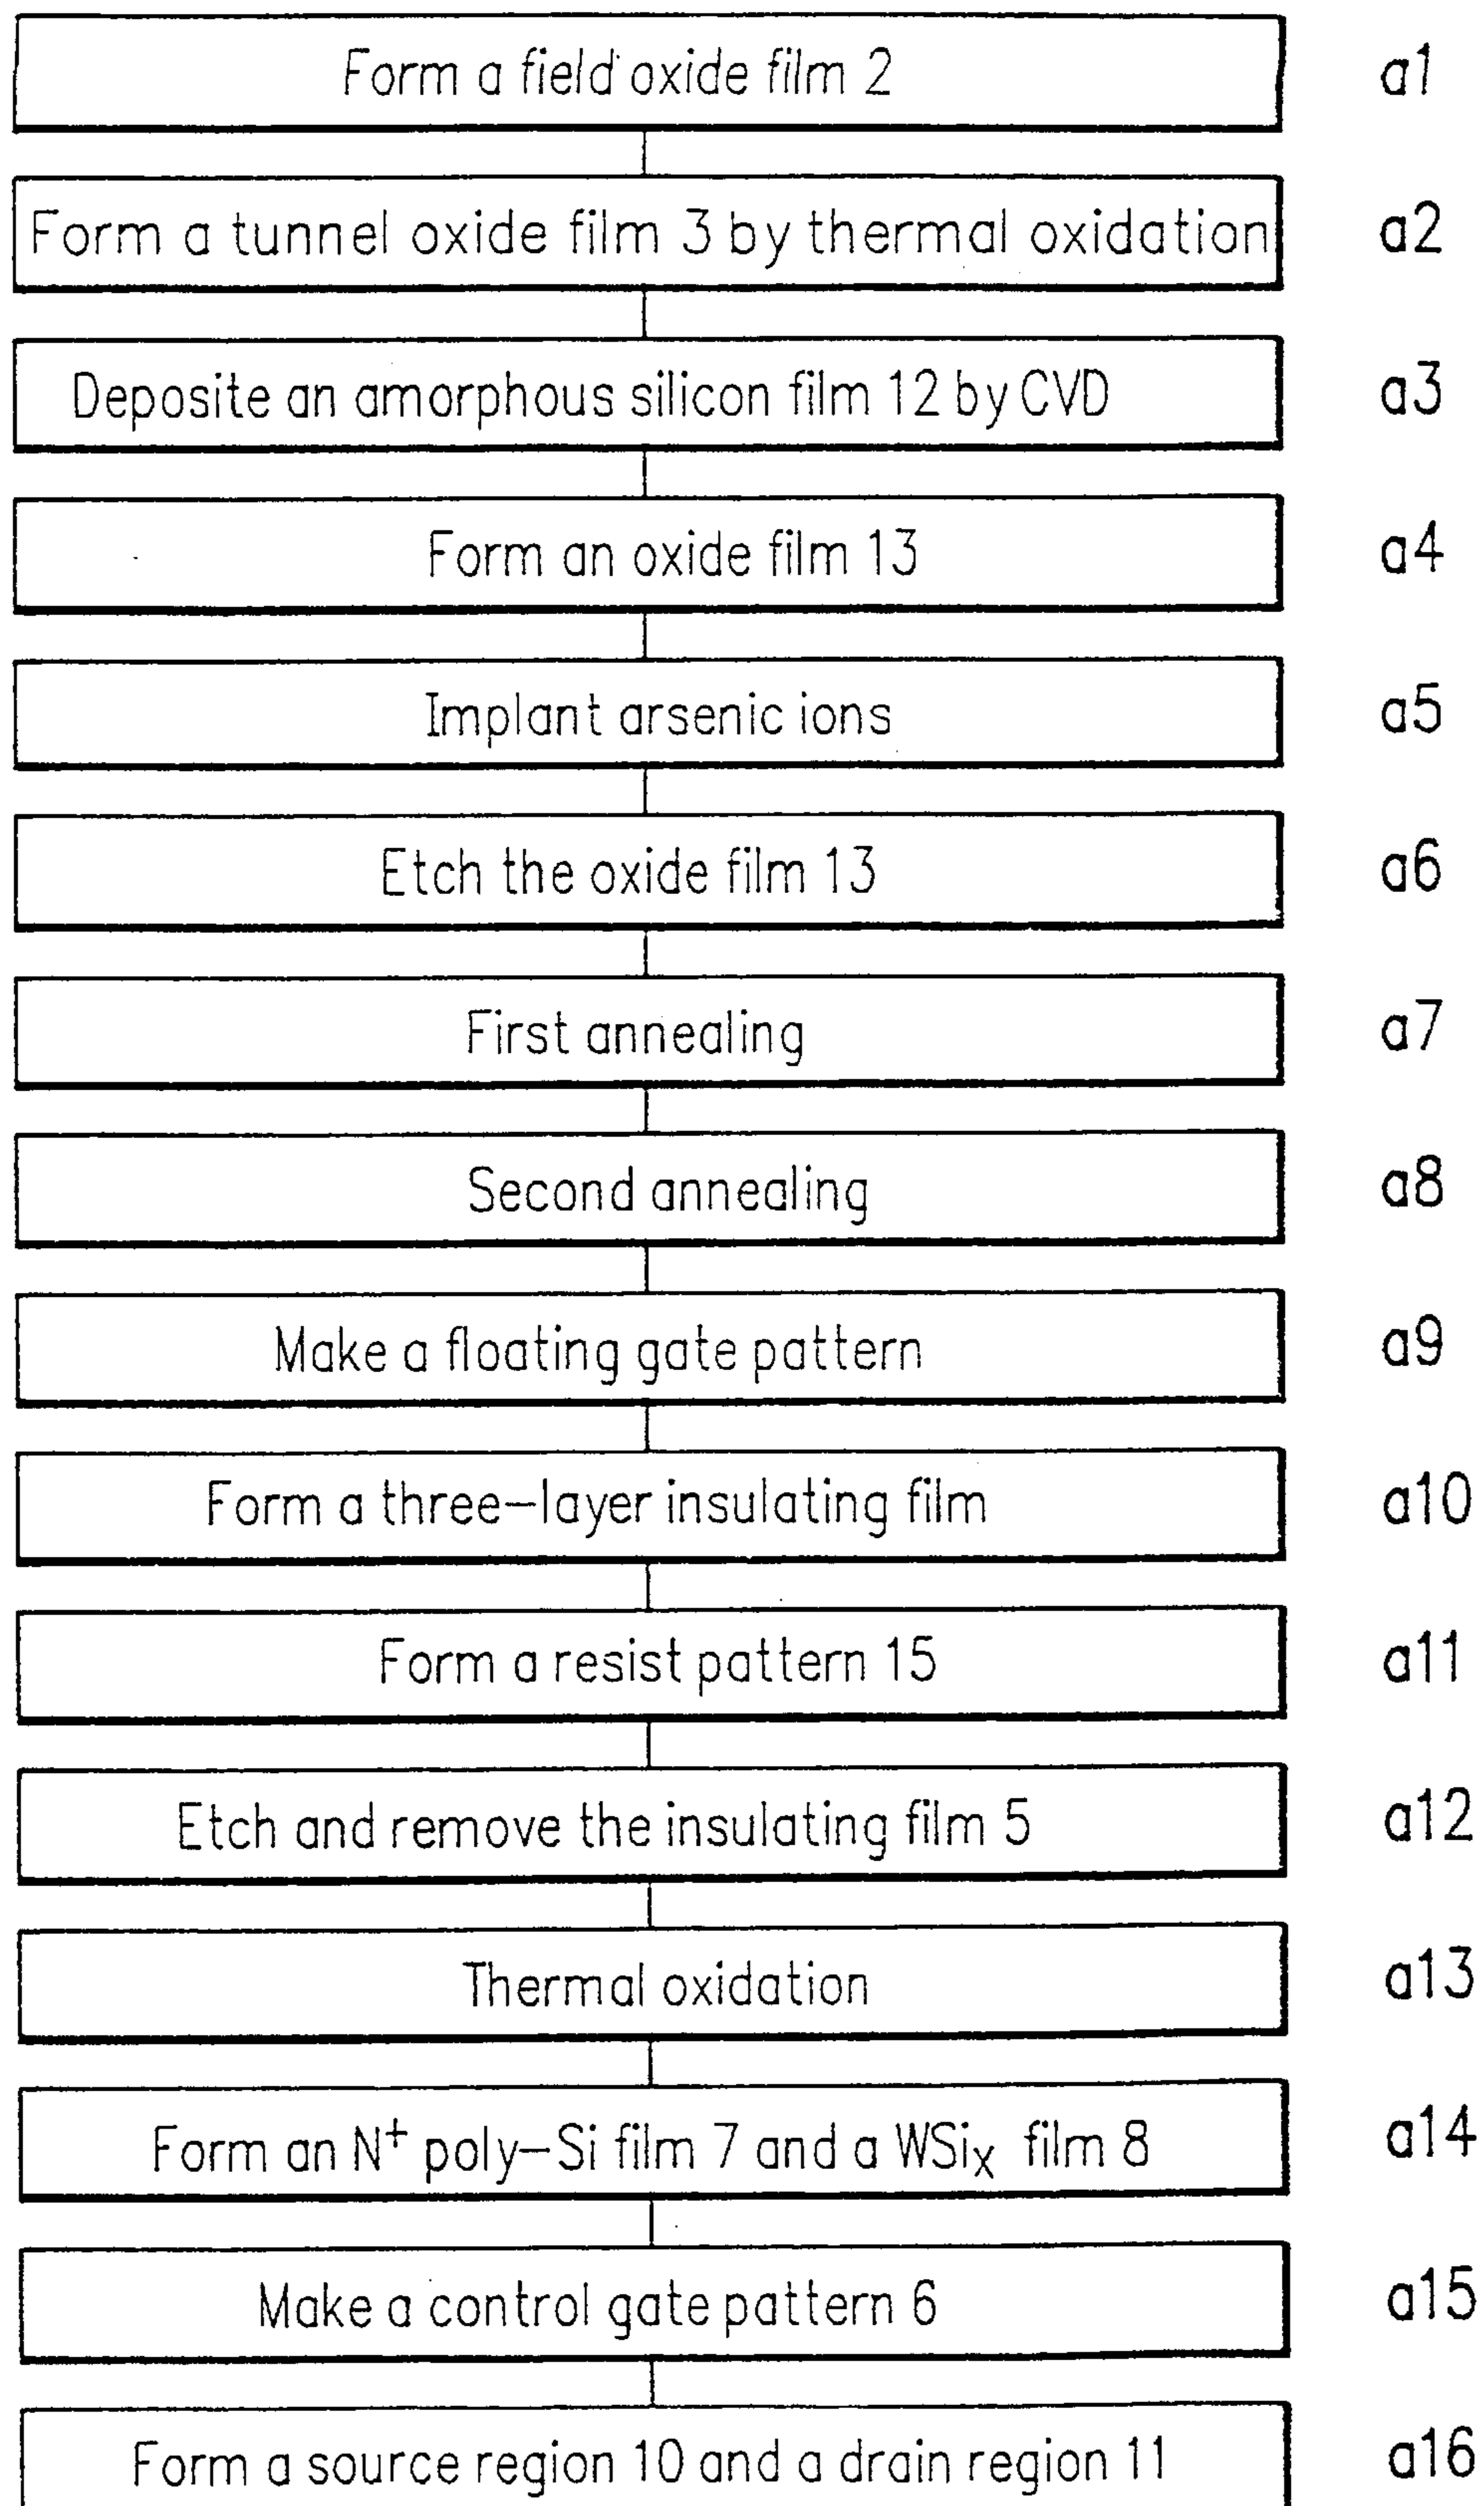 Form a field oxide film 2 a1
Form a tunnel oxide film 3 by thermal oxidation a2
Deposite an amorphous silicon film 12 by CVD a3
Form an oxide film 13 a4
Implant arsenic ions a5
Etch the oxide film 13 a6
First annealing a7
Second annealing a8
Make a floating gate pattern a9
Form a three-layer insulating film a10
Form a resist pattern 15 a11
Etch and remove the insulating film 5 a12
Thermal oxidation a13
Form an N⁺ poly-Si film 7 and a WSiₓ film 8 a14
Make a control gate pattern 6 a15
Form a source region 10 and a drain region 11 a16